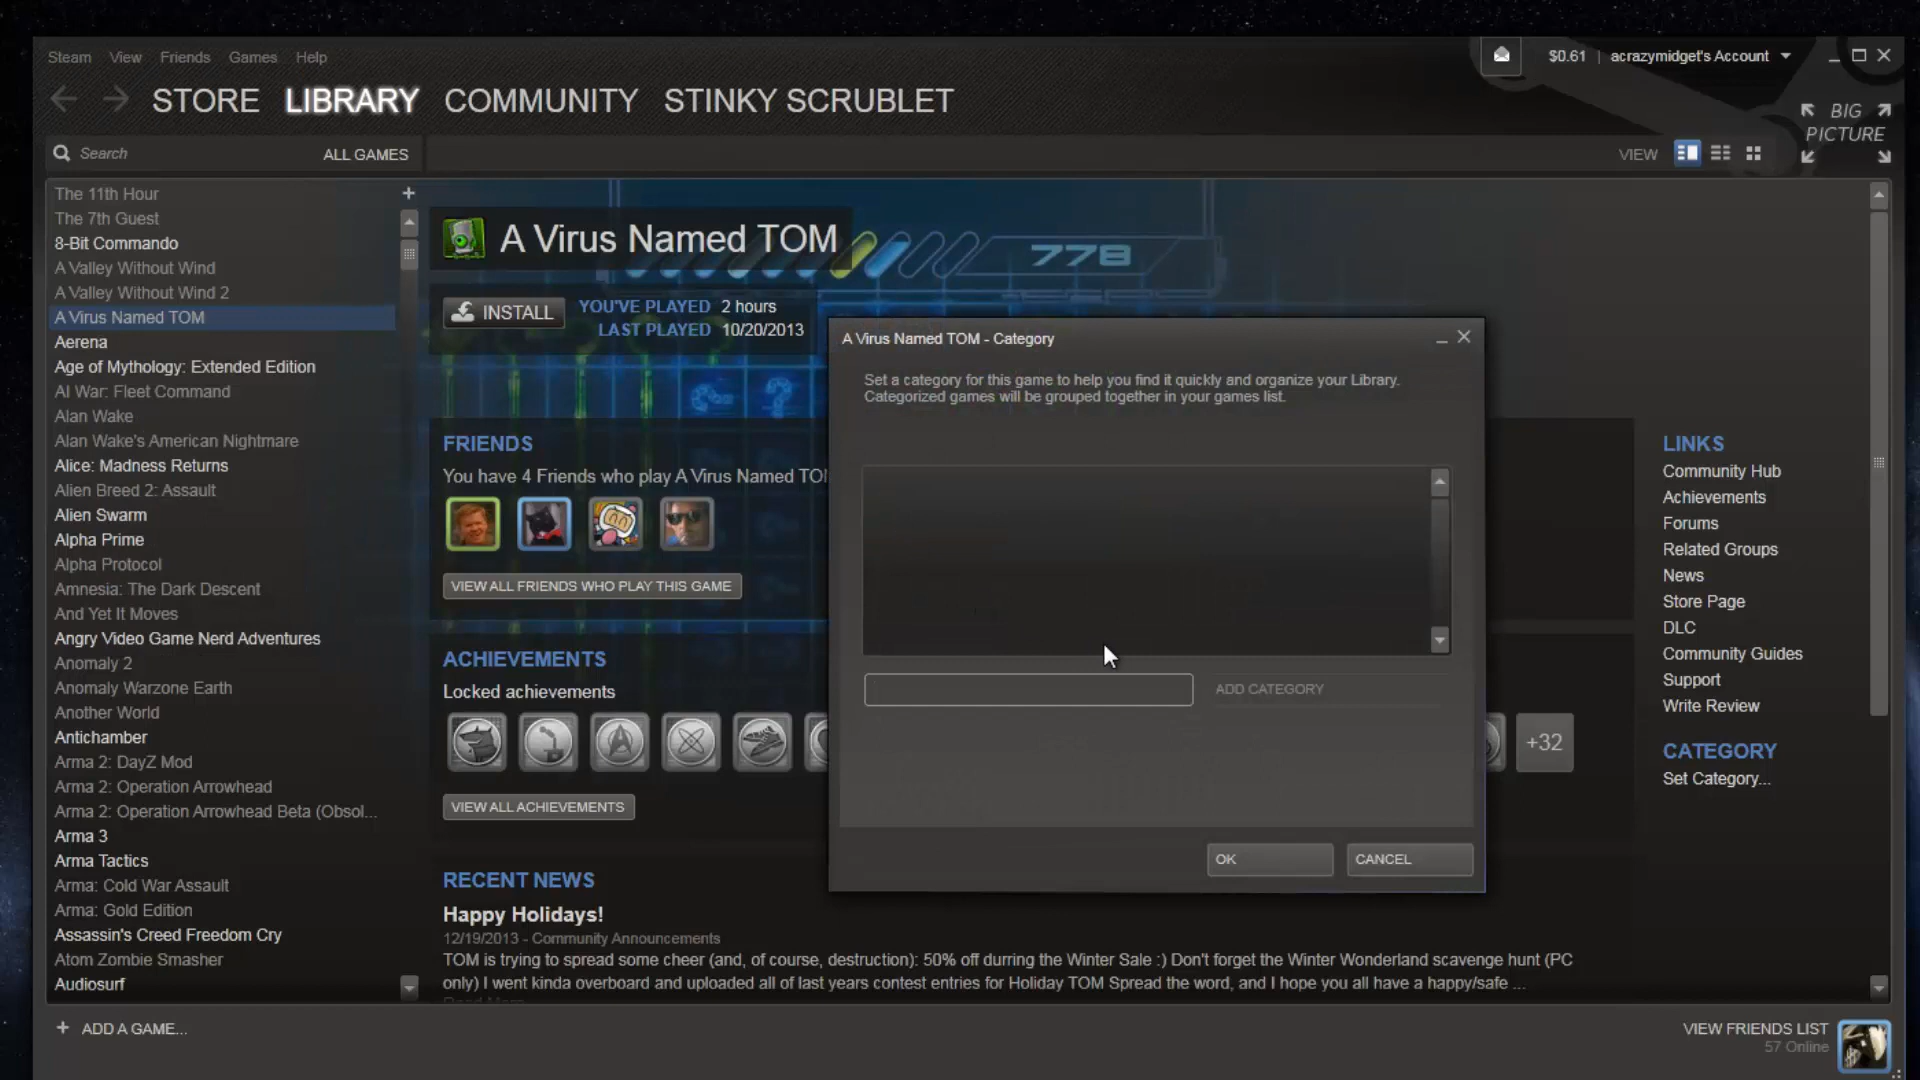 Steam View Friends Games Help
$0.61 | acrazymidget's Account
STORE LIBRARY COMMUNITY STINKY SCRUBLET
BIG PICTURE
Search ALL GAMES
VIEW
The 11th Hour
The 7th Guest
8-Bit Commando
A Valley Without Wind
A Valley Without Wind 2
A Virus Named TOM
Aerena
Age of Mythology: Extended Edition
AI War: Fleet Command
Alan Wake
Alan Wake's American Nightmare
Alice: Madness Returns
Alien Breed 2: Assault
Alien Swarm
Alpha Prime
Alpha Protocol
Amnesia: The Dark Descent
And Yet It Moves
Angry Video Game Nerd Adventures
Anomaly 2
Anomaly Warzone Earth
Another World
Antichamber
Arma 2: DayZ Mod
Arma 2: Operation Arrowhead
Arma 2: Operation Arrowhead Beta (Obsol...
Arma 3
Arma Tactics
Arma: Cold War Assault
Arma: Gold Edition
Assassin's Creed Freedom Cry
Atom Zombie Smasher
Audiosurf
+ ADD A GAME...
A Virus Named TOM
778
INSTALL
YOU'VE PLAYED 2 hours
LAST PLAYED 10/20/2013
FRIENDS
You have 4 Friends who play A Virus Named TO
VIEW ALL FRIENDS WHO PLAY THIS GAME
ACHIEVEMENTS
Locked achievements
+32
VIEW ALL ACHIEVEMENTS
RECENT NEWS
Happy Holidays!
12/19/2013 - Community Announcements
TOM is trying to spread some cheer (and, of course, destruction): 50% off durring the Winter Sale :) Don't forget the Winter Wonderland scavenge hunt (PC
only) I went kinda overboard and uploaded all of last years contest entries for Holiday TOM Spread the word, and I hope you all have a happy/safe ...
A Virus Named TOM - Category
Set a category for this game to help you find it quickly and organize your Library.
Categorized games will be grouped together in your games list.
ADD CATEGORY
OK
CANCEL
LINKS
Community Hub
Achievements
Forums
Related Groups
News
Store Page
DLC
Community Guides
Support
Write Review
CATEGORY
Set Category...
VIEW FRIENDS LIST
57 Online